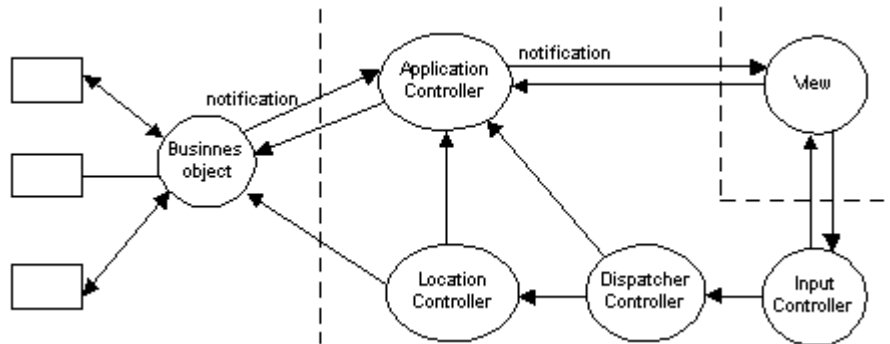 notification
Application
Controller
notification
View
Businnes
object
Location
Controller
Dispatcher
Controller
Input
Controller